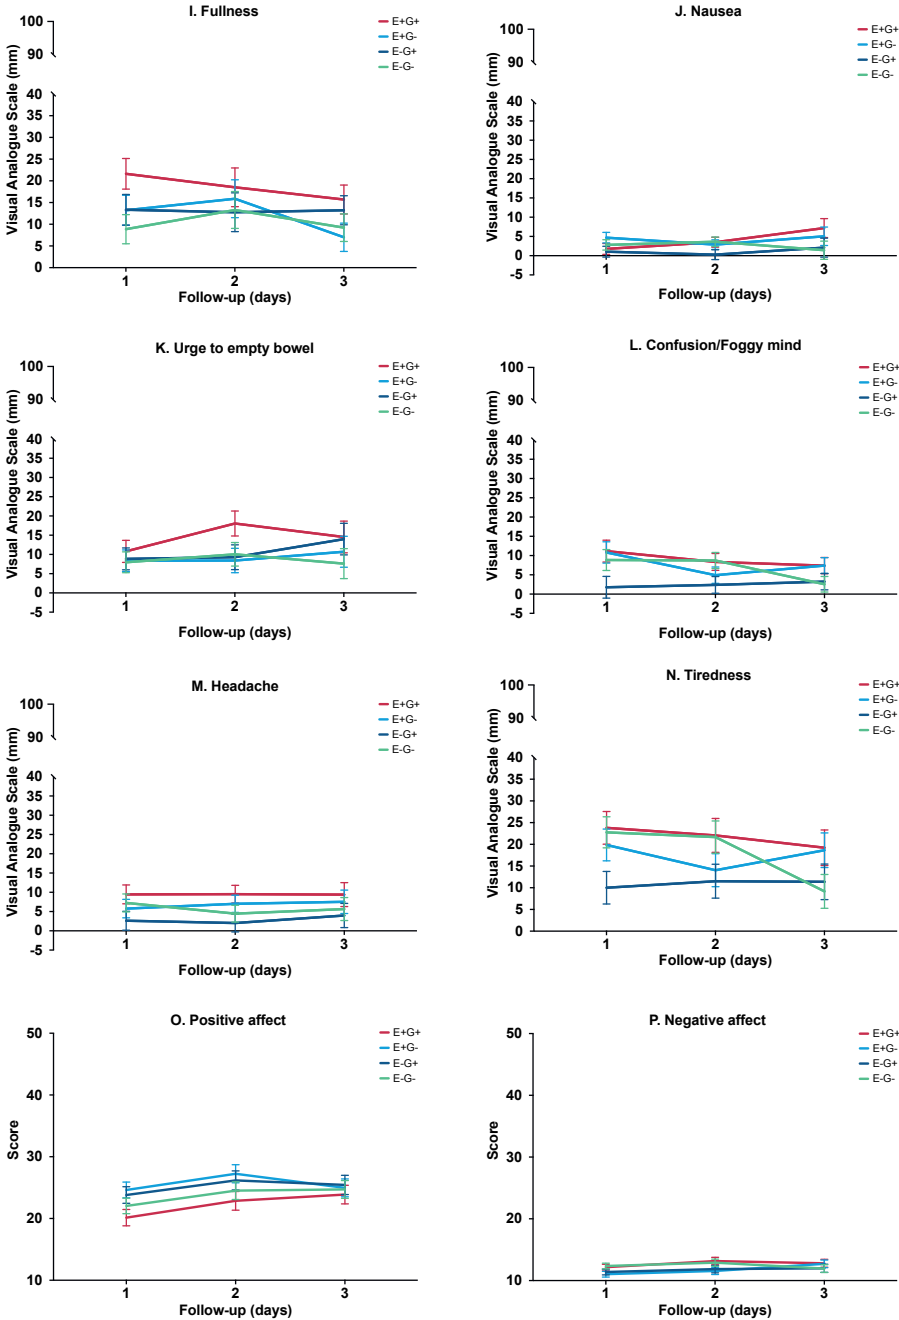 I. Fullness
100
90
40
35
30
25
20
15
10
5
0
Visual Analogue Scale (mm)
1 2 3
Follow-up (days)
E+G+
E+G-
E-G+
E-G-
J. Nausea
100
90
40
35
30
25
20
15
10
5
0
-5
Visual Analogue Scale (mm)
1 2 3
Follow-up (days)
E+G+
E+G-
E-G+
E-G-
K. Urge to empty bowel
100
90
40
35
30
25
20
15
10
5
0
-5
Visual Analogue Scale (mm)
1 2 3
Follow-up (days)
E+G+
E+G-
E-G+
E-G-
L. Confusion/Foggy mind
100
90
40
35
30
25
20
15
10
5
0
-5
Visual Analogue Scale (mm)
1 2 3
Follow-up (days)
E+G+
E+G-
E-G+
E-G-
M. Headache
100
90
40
35
30
25
20
15
10
5
0
-5
Visual Analogue Scale (mm)
1 2 3
Follow-up (days)
E+G+
E+G-
E-G+
E-G-
N. Tiredness
100
90
40
35
30
25
20
15
10
5
0
Visual Analogue Scale (mm)
1 2 3
Follow-up (days)
E+G+
E+G-
E-G+
E-G-
O. Positive affect
50
40
30
20
10
Score
1 2 3
Follow-up (days)
E+G+
E+G-
E-G+
E-G-
P. Negative affect
50
40
30
20
10
Score
1 2 3
Follow-up (days)
E+G+
E+G-
E-G+
E-G-